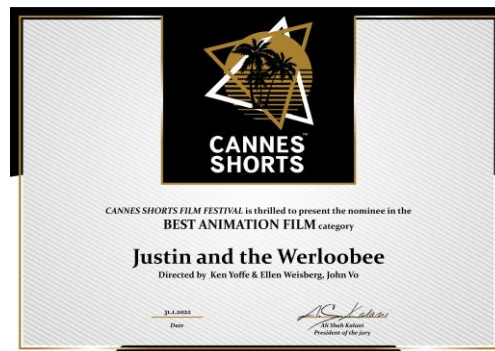 CANNES™
SHORTS
CANNES SHORTS FILM FESTIVAL is thrilled to present the nominee in the
BEST ANIMATION FILM category
Justin and the Werloobee
Directed by Ken Yoffe & Ellen Weisberg, John Vo
31.1.2022
Date
A.S. Kalani
Ali Shah Kalani
President of the jury